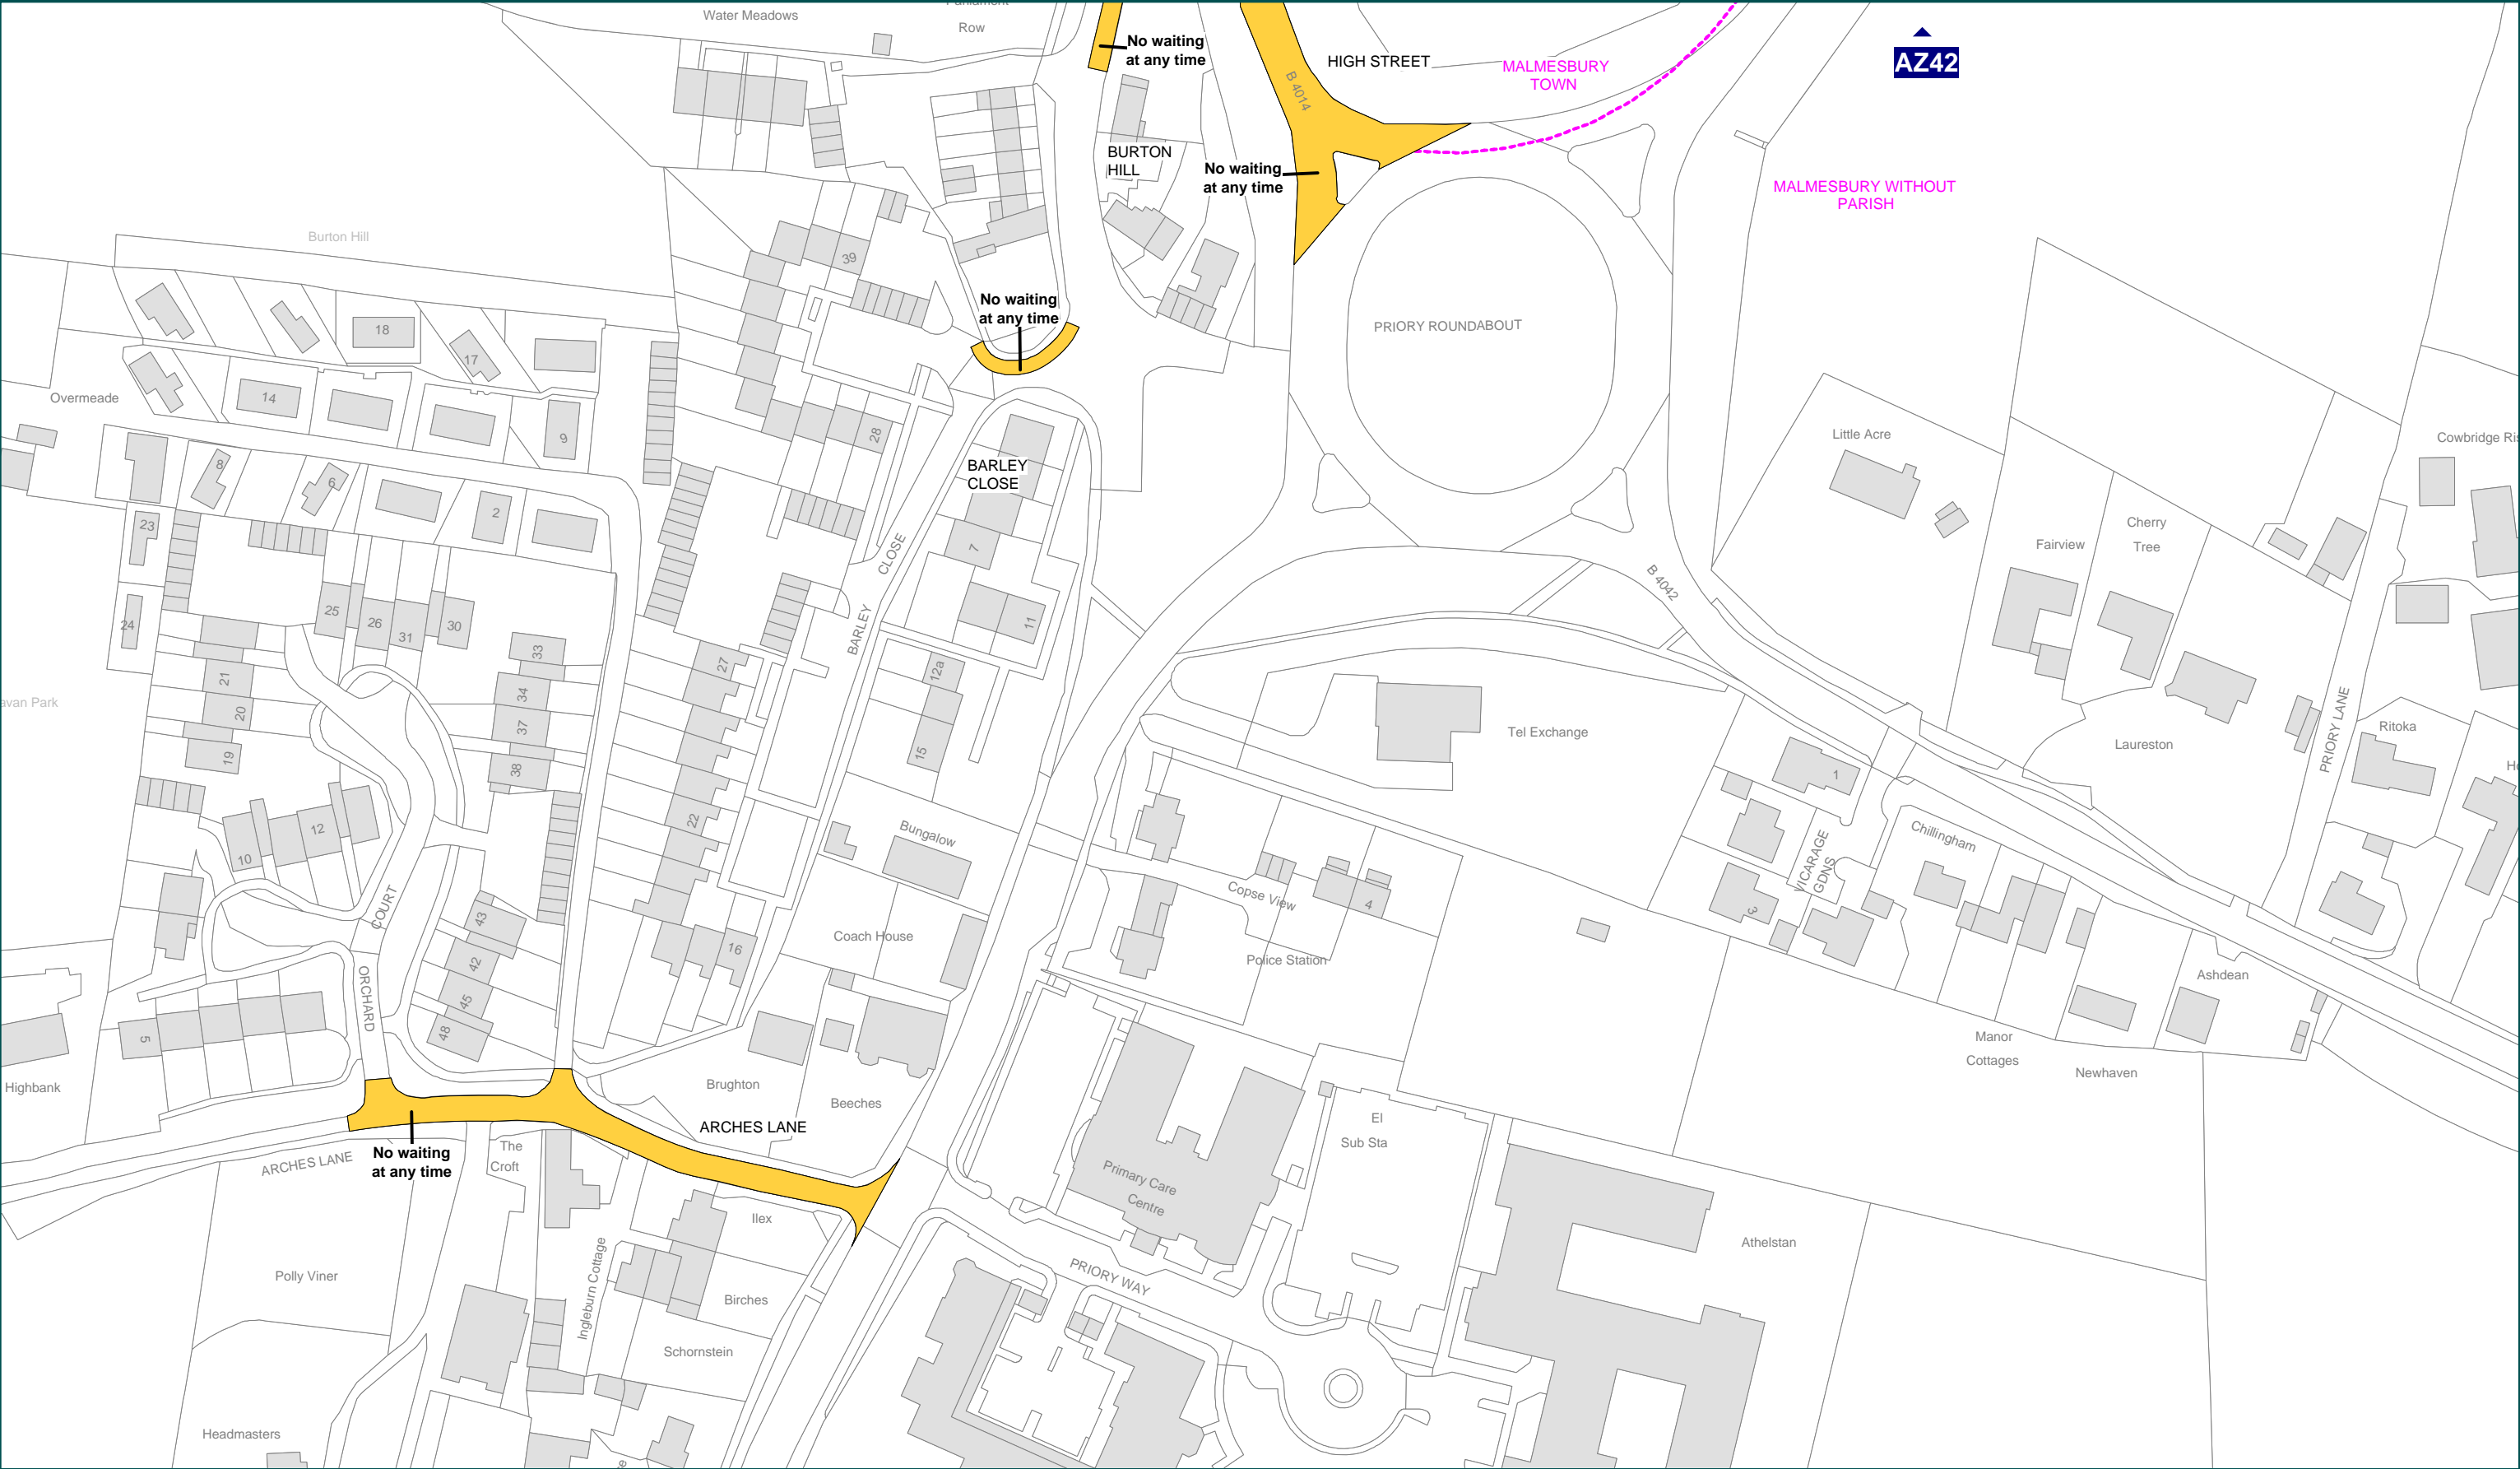 Water Meadows
Row
No waiting
at any time
B 4014
HIGH STREET
MALMESBURY
TOWN
AZ42
BURTON
HILL
No waiting
at any time
MALMESBURY WITHOUT
PARISH
Burton Hill
39
No waiting
at any time
PRIORY ROUNDABOUT
18
17
Overmeade
14
9
28
Little Acre
Cowbridge Ris
BARLEY
CLOSE
8
6
2
23
7
CLOSE
Cherry
Tree
Fairview
B 4042
25
26
31
30
24
11
BARLEY
33
27
12a
21
34
20
37
avan Park
PRIORY LANE
Ritoka
Tel Exchange
Laureston
19
38
15
1
Ho
22
12
10
Bungalow
Chillingham
VICARAGE
GDNS
Copse View
4
3
COURT
43
Coach House
16
42
Police Station
Ashdean
ORCHARD
45
48
5
Manor
Cottages
Newhaven
Highbank
Brughton
Beeches
El
Sub Sta
ARCHES LANE
No waiting
at any time
The
Croft
ARCHES LANE
Primary Care
Centre
Ilex
Athelstan
Polly Viner
Ingleburn Cottage
PRIORY WAY
Birches
Schornstein
Headmasters